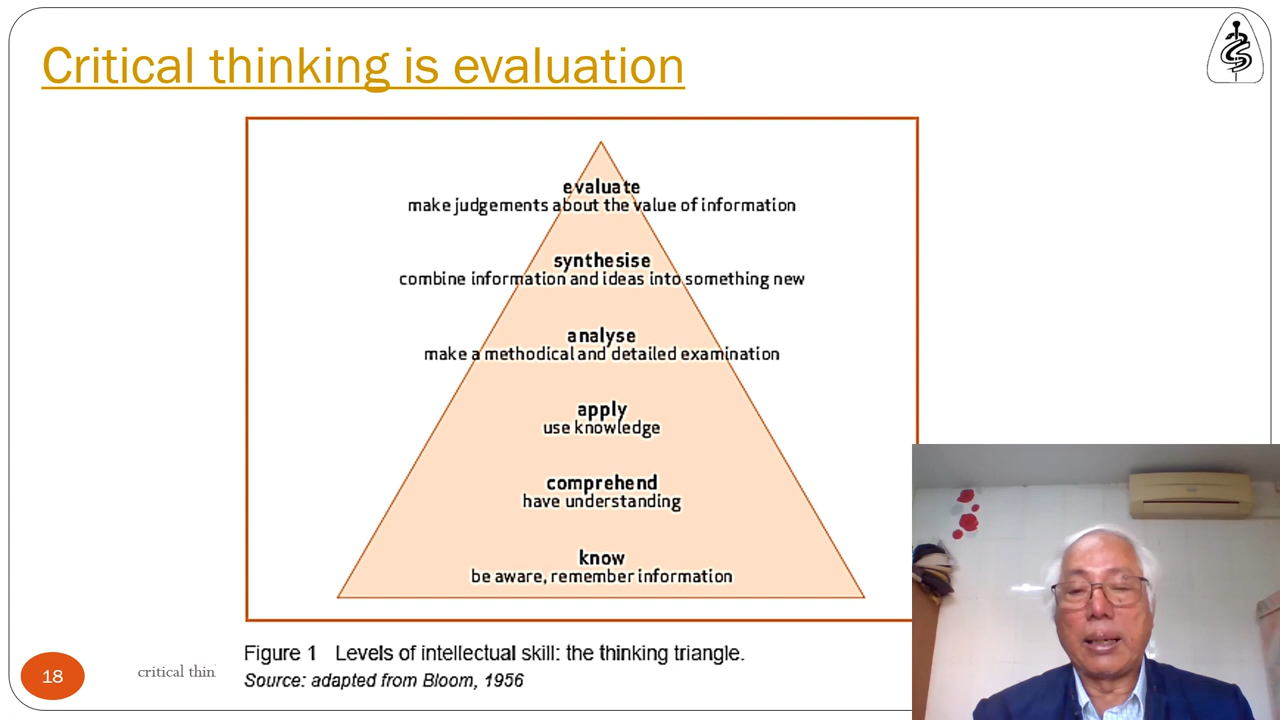 Critical thinking is evaluation
evaluate
make judgements about the value of information
synthesise
combine information and ideas into something new
analyse
make a methodical and detailed examination
apply
use knowledge
comprehend
have understanding
know
be aware, remember information
Figure 1 Levels of intellectual skill: the thinking triangle.
Source: adapted from Bloom, 1956
18
critical thin